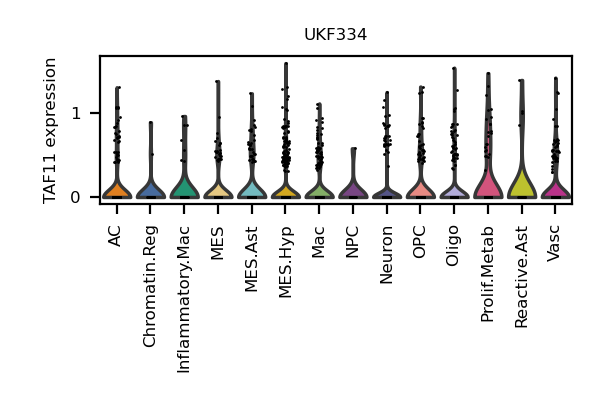 UKF334
TAF11 expression
1
0
AC
Chromatin.Reg
Inflammatory.Mac
MES
MES.Ast
MES.Hyp
Mac
NPC
Neuron
OPC
Oligo
Prolif.Metab
Reactive.Ast
Vasc